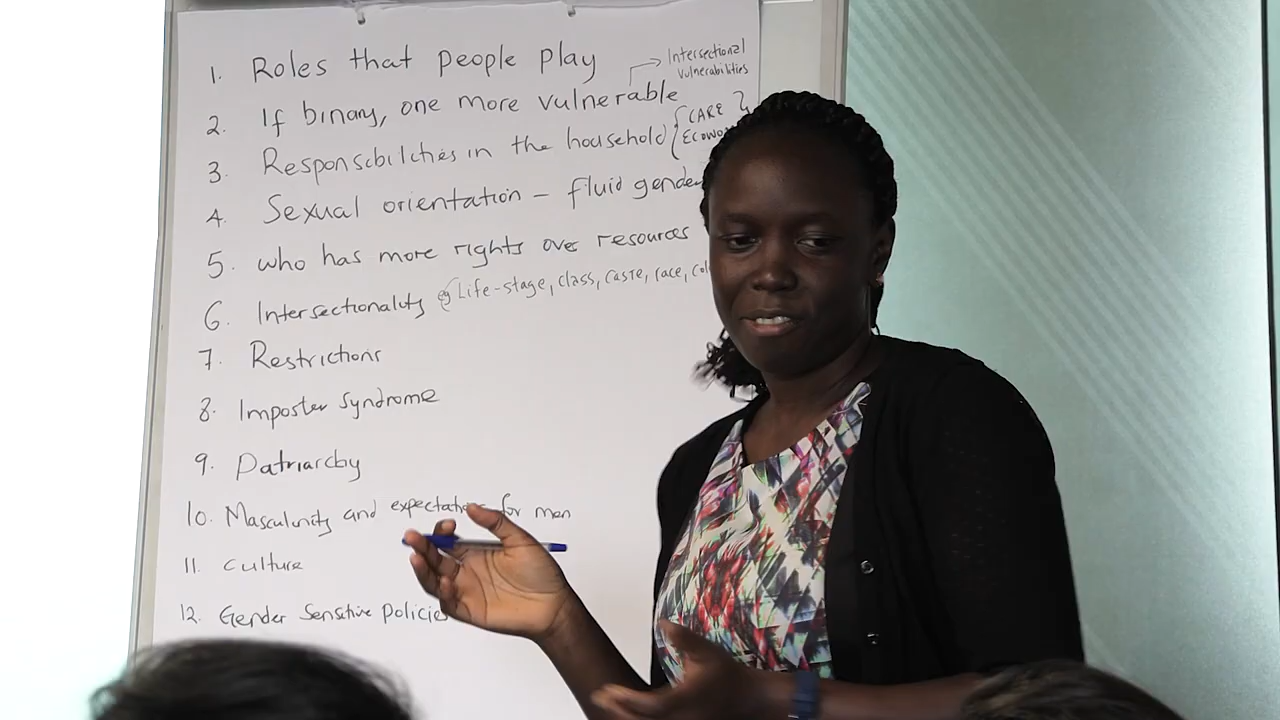 1. Roles that people play
Intersectional
vulnerabilities
2. If binary, one more vulnerable
3. Responsibilities in the household
CARE
4. Sexual orientation - fluid gender
5. who has more rights over resources
6. Intersectionality eg Life-stage, class, caste, race,
7. Restrictions
8. Imposter Syndrome
9. Patriarchy
10. Masculinity and expectations for men
11. Culture
12. Gender Sensitive Policies